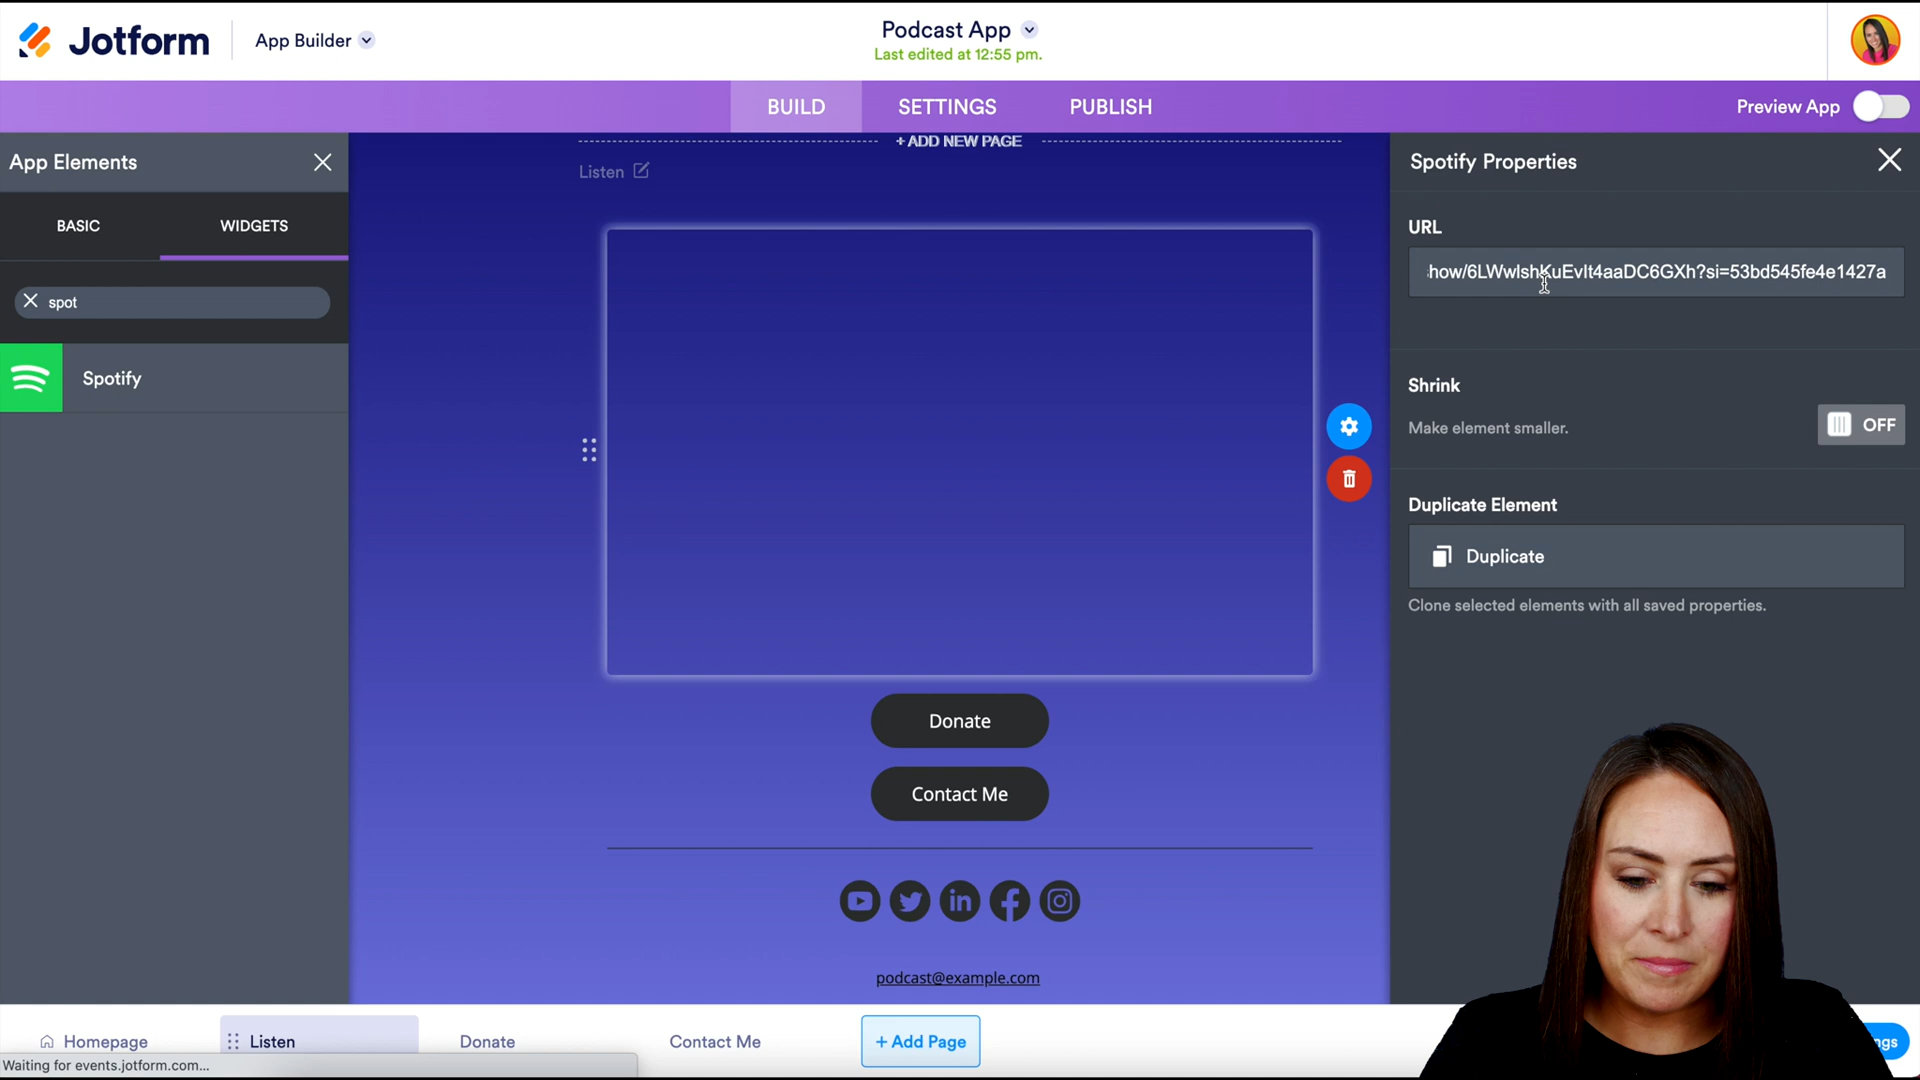 Jotform
App Builder
Podcast App
Last edited at 12:55 pm.
BUILD
SETTINGS
PUBLISH
Preview App
App Elements
BASIC
WIDGETS
spot
Spotify
+ ADD NEW PAGE
Listen
Donate
Contact Me
podcast@example.com
Spotify Properties
URL
how/6LWwIshKuEvIt4aaDC6GXh?si=53bd545fe4e1427a
Shrink
Make element smaller.
OFF
Duplicate Element
Duplicate
Clone selected elements with all saved properties.
Homepage
Listen
Donate
Contact Me
+ Add Page
ngs
Waiting for events.jotform.com...